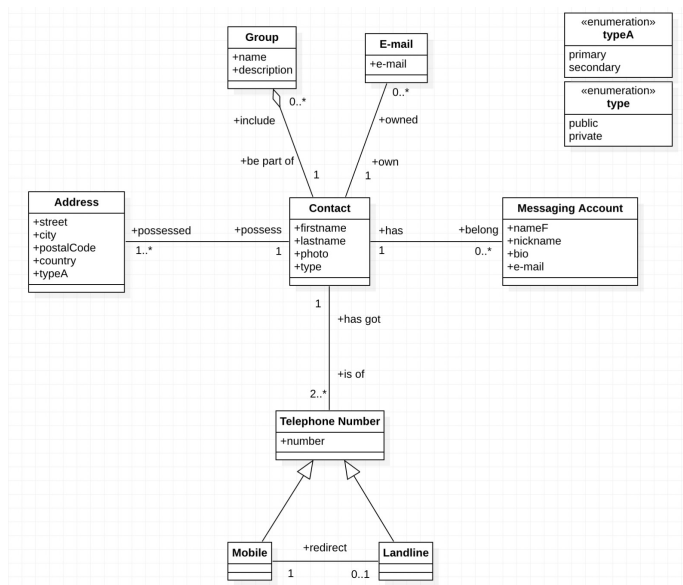 Group
+name
+description
E-mail
+e-mail
«enumeration»
typeA
primary
secondary
«enumeration»
type
public
private
0..*
+include
+be part of
1
0..*
+owned
+own
1
Address
+street
+city
+postalCode
+country
+typeA
+possessed
1..*
+possess
1
Contact
+firstname
+lastname
+photo
+type
+has
1
+belong
0..*
Messaging Account
+nameF
+nickname
+bio
+e-mail
1
+has got
+is of
2..*
Telephone Number
+number
Mobile
+redirect
1
0..1
Landline